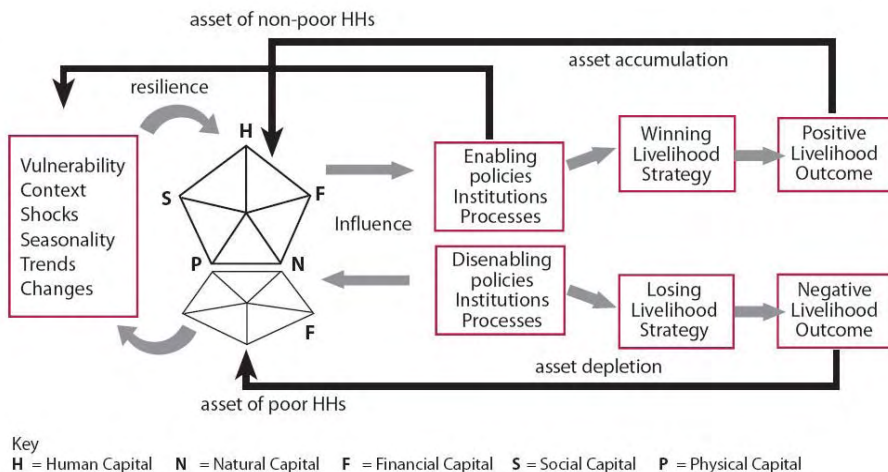 asset of non-poor HHs
asset accumulation
resilience
H
S
F
P
N
F
Vulnerability
Context
Shocks
Seasonality
Trends
Changes
Influence
Enabling
policies
Institutions
Processes
Winning
Livelihood
Strategy
Positive
Livelihood
Outcome
Disenabling
policies
Institutions
Processes
Losing
Livelihood
Strategy
Negative
Livelihood
Outcome
asset depletion
asset of poor HHs
Key
H = Human Capital N = Natural Capital F = Financial Capital S = Social Capital P = Physical Capital